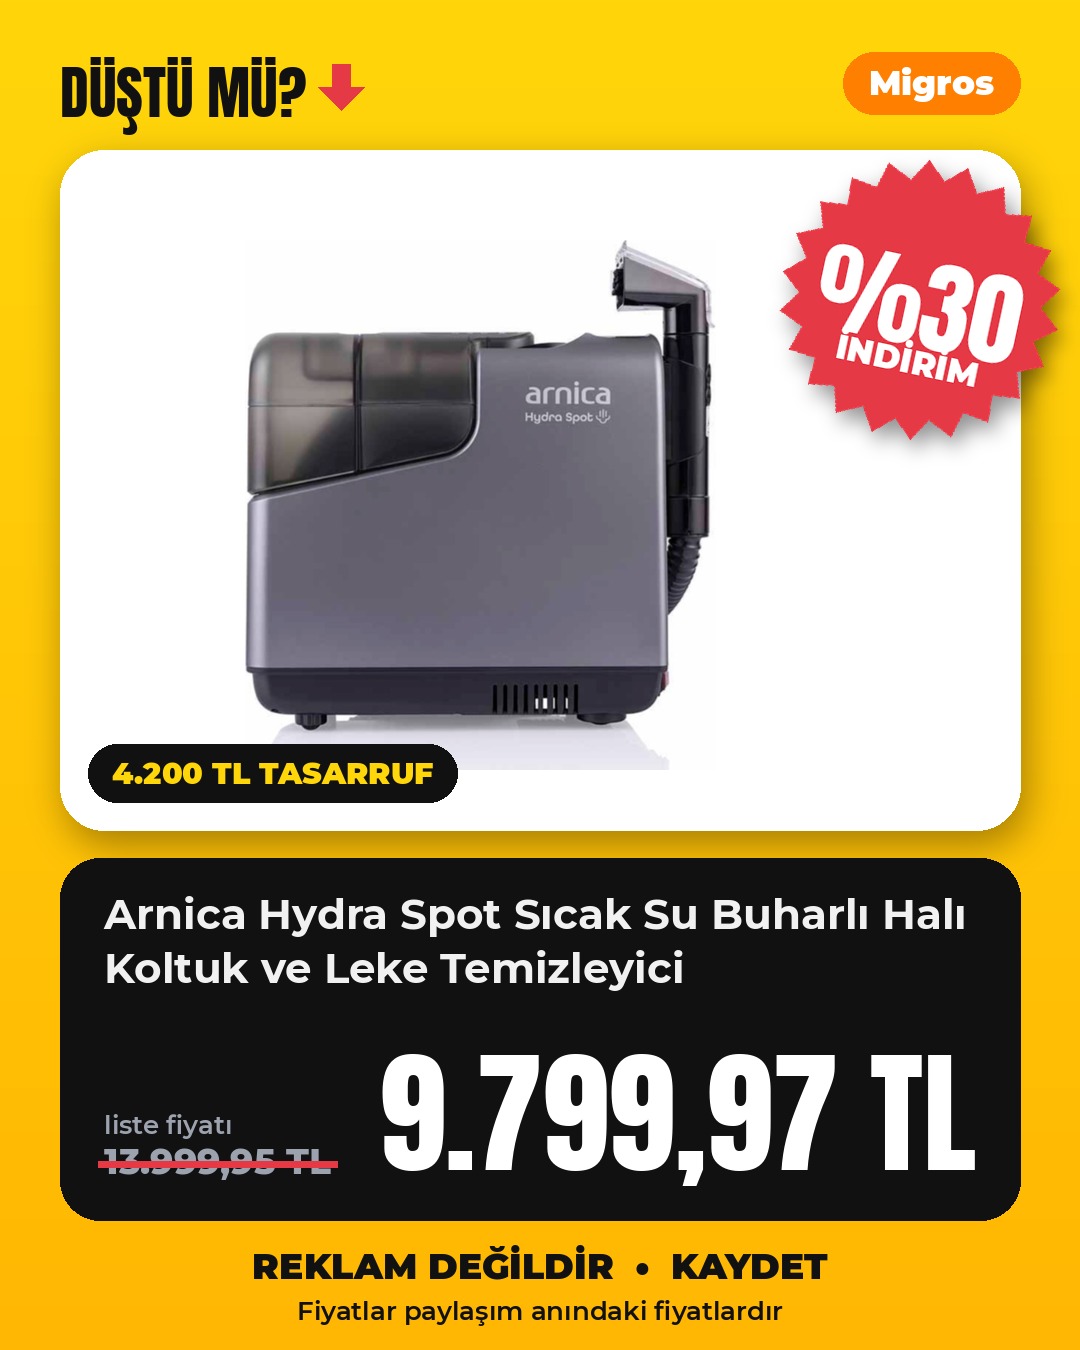 DÜŞTÜ MÜ?
Migros
%30
İNDİRİM
arnica
Hydra Spot
4.200 TL TASARRUF
Arnica Hydra Spot Sıcak Su Buharlı Halı
Koltuk ve Leke Temizleyici
liste fiyatı
13.999,95 TL
9.799,97 TL
REKLAM DEĞİLDİR • KAYDET
Fiyatlar paylaşım anındaki fiyatlardır